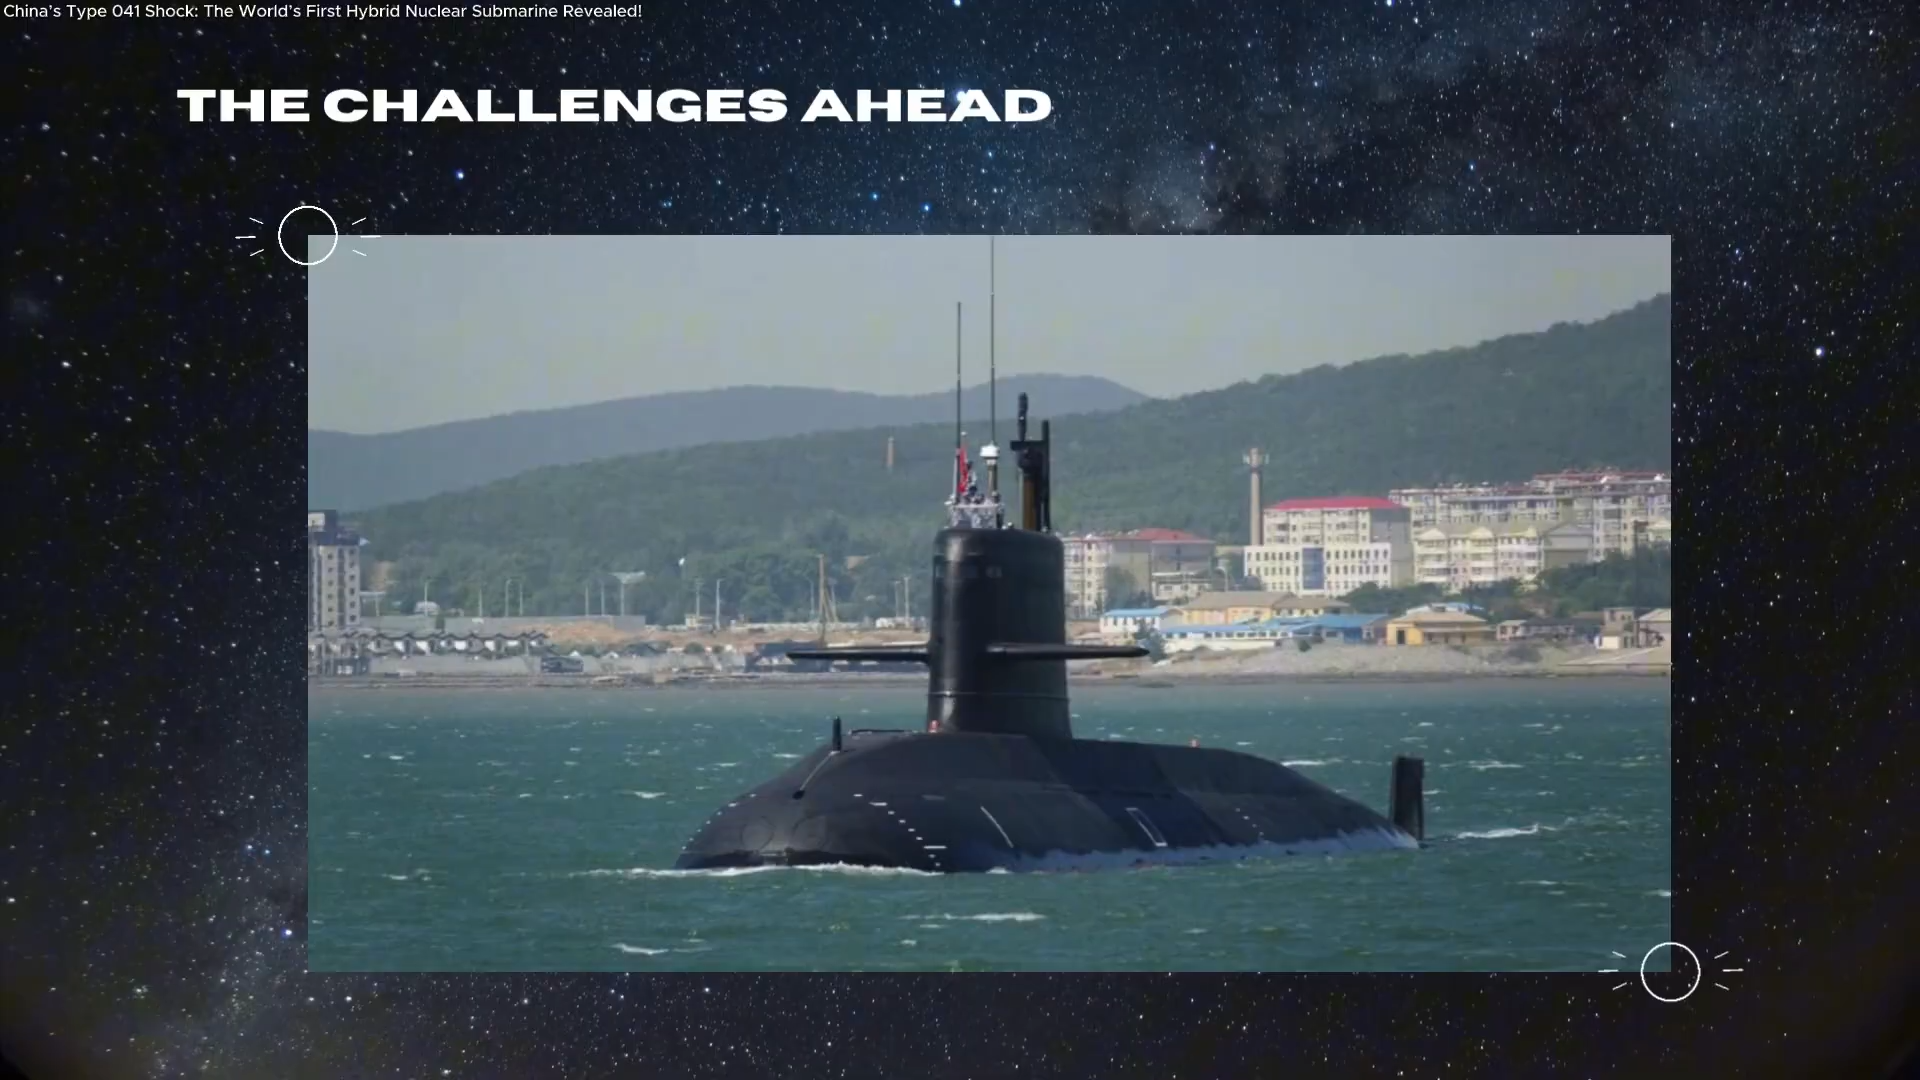 China’s Type 041 Shock: The World’s First Hybrid Nuclear Submarine Revealed!
THE CHALLENGES AHEAD